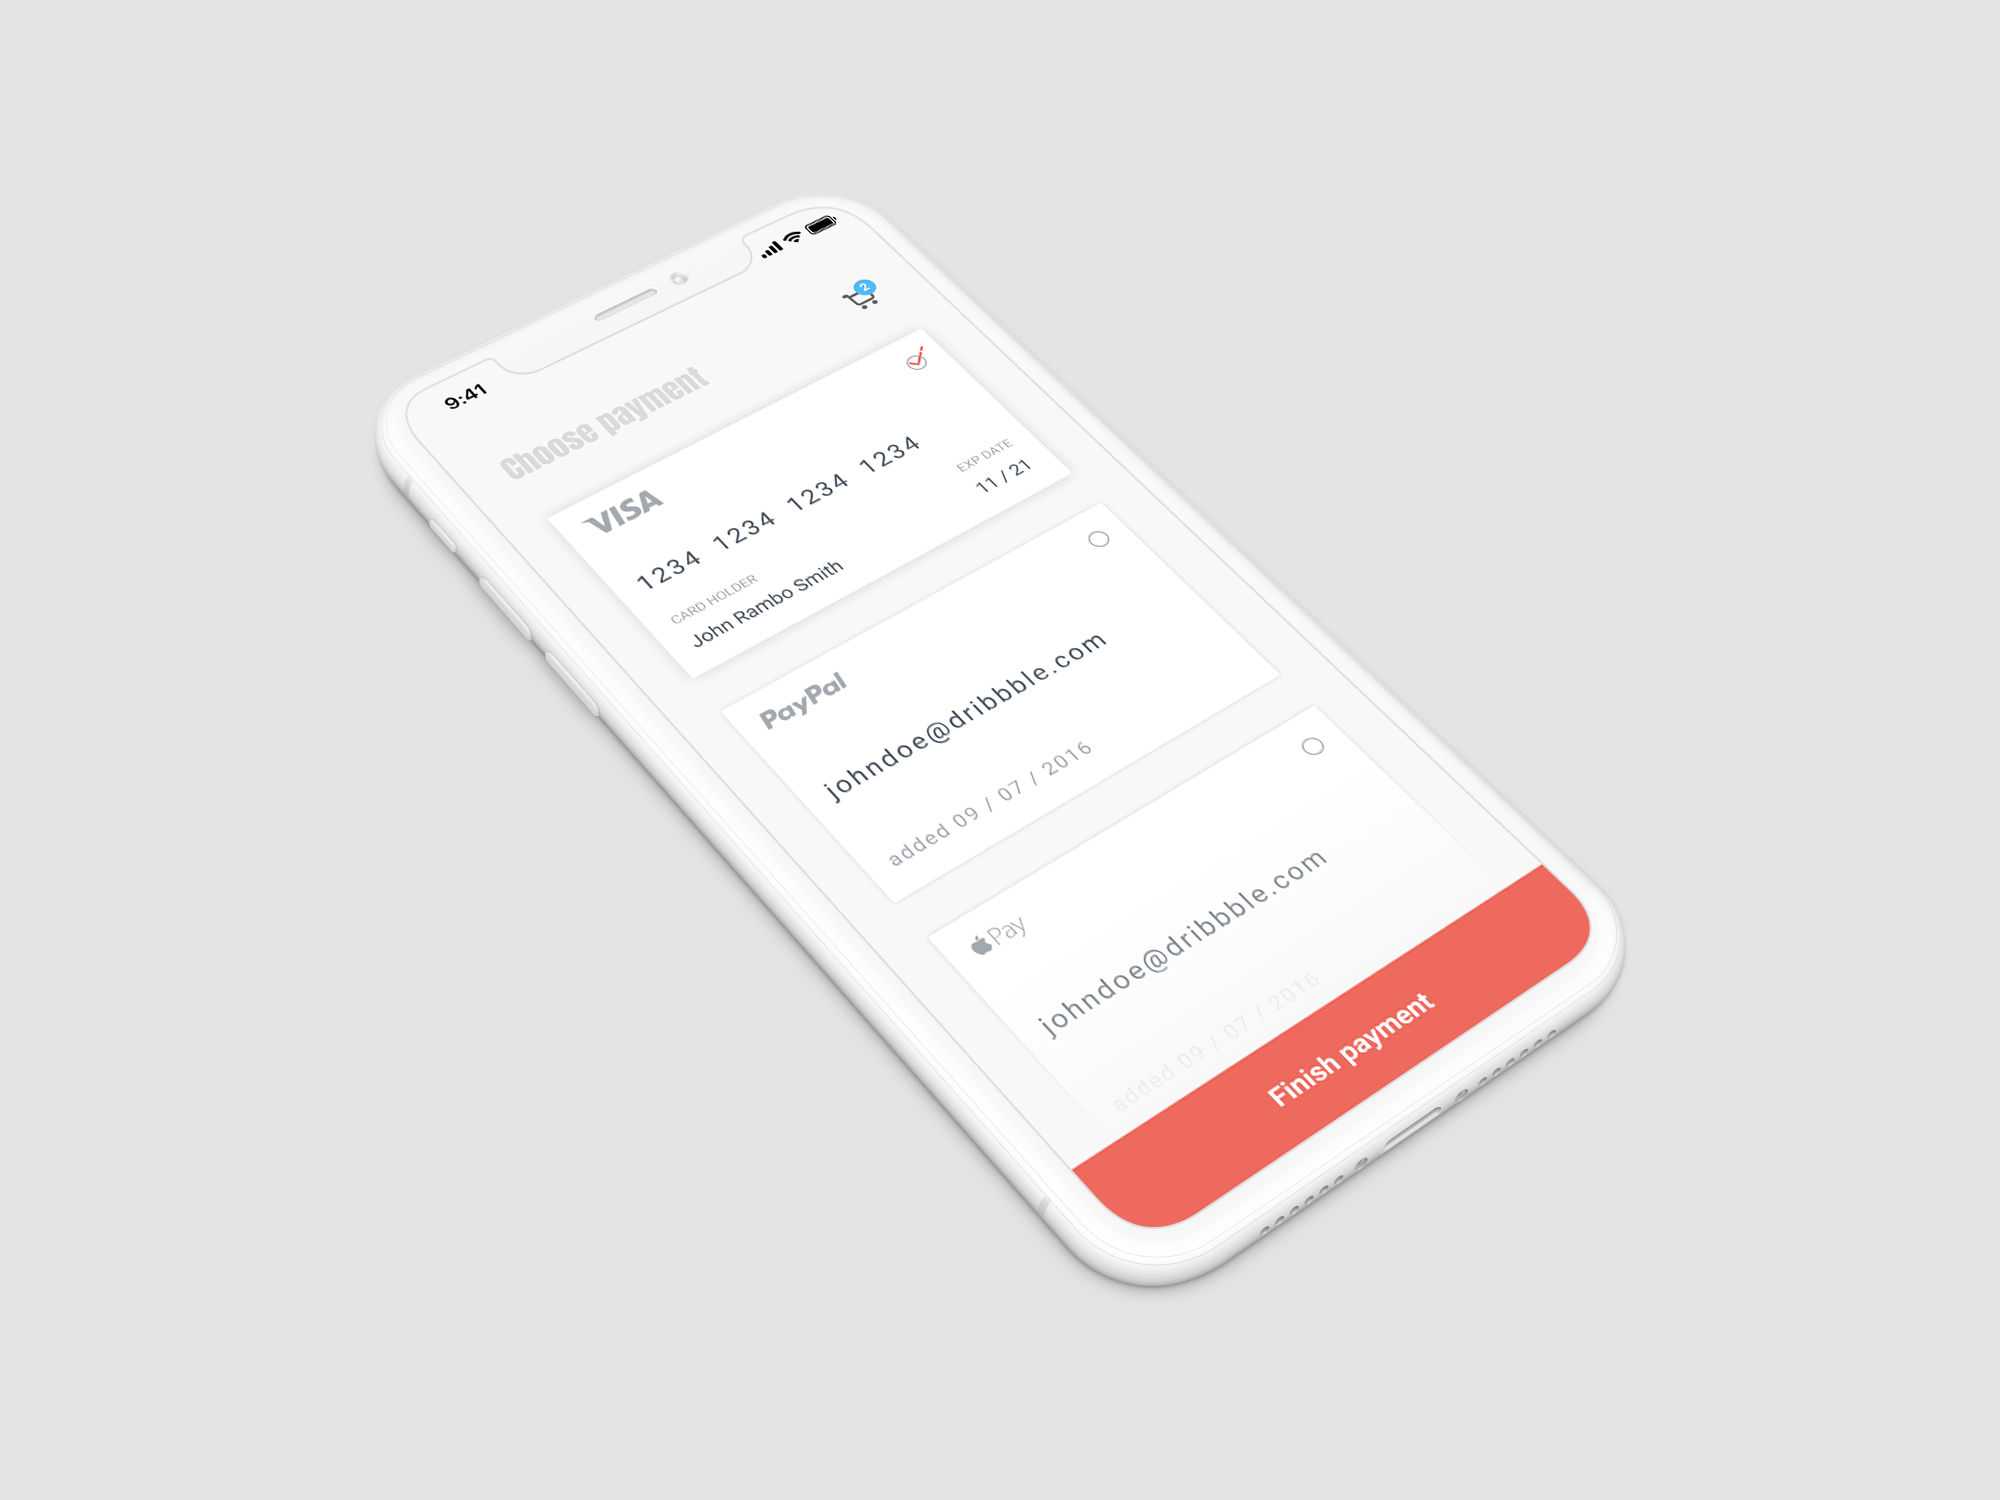 9:41
2
Choose payment
VISA
1234 1234 1234 1234
CARD HOLDER
EXP DATE
John Rambo Smith
11 / 21
PayPal
johndoe@dribbble.com
added 09 / 07 / 2016
Pay
johndoe@dribbble.com
added 09 / 07 / 2016
Finish payment